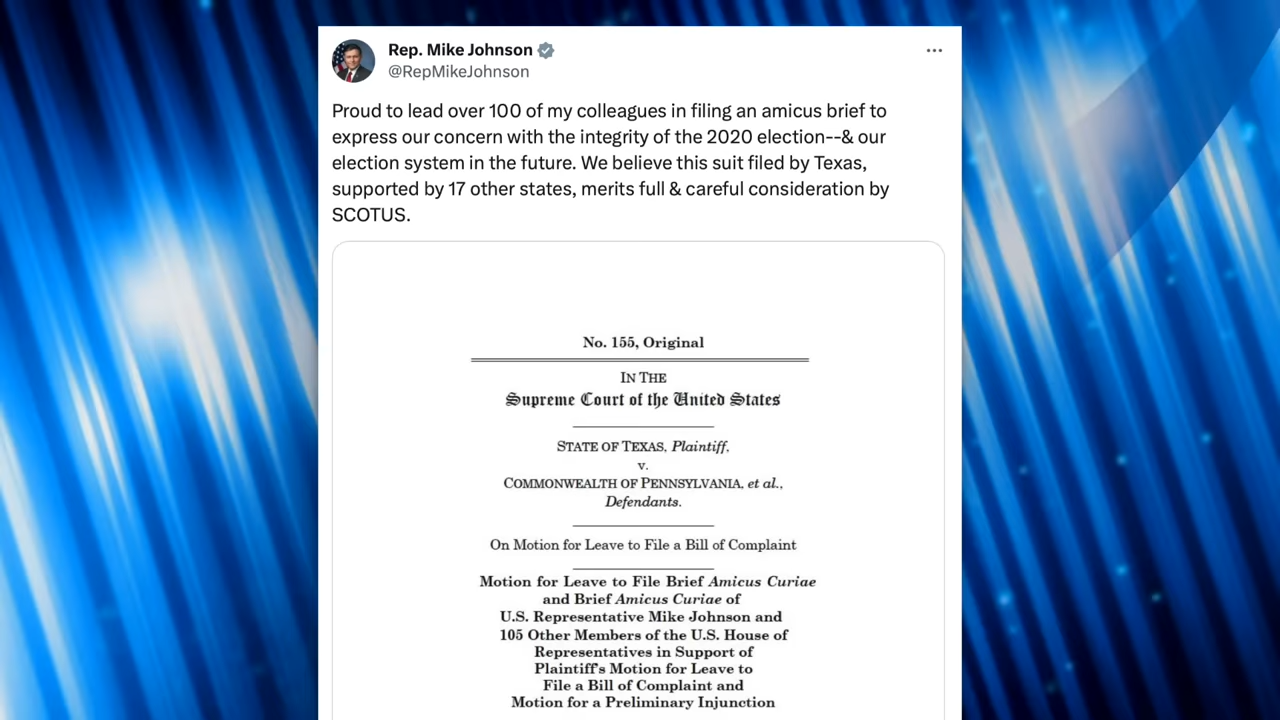 Rep. Mike Johnson
@RepMikeJohnson
Proud to lead over 100 of my colleagues in filing an amicus brief to
express our concern with the integrity of the 2020 election--& our
election system in the future. We believe this suit filed by Texas,
supported by 17 other states, merits full & careful consideration by
SCOTUS.
No. 155, Original
IN THE
Supreme Court of the United States
STATE OF TEXAS, Plaintiff,
v.
COMMONWEALTH OF PENNSYLVANIA, et al.,
Defendants.
On Motion for Leave to File a Bill of Complaint
Motion for Leave to File Brief Amicus Curiae
and Brief Amicus Curiae of
U.S. Representative Mike Johnson and
105 Other Members of the U.S. House of
Representatives in Support of
Plaintiff's Motion for Leave to
File a Bill of Complaint and
Motion for a Preliminary Injunction